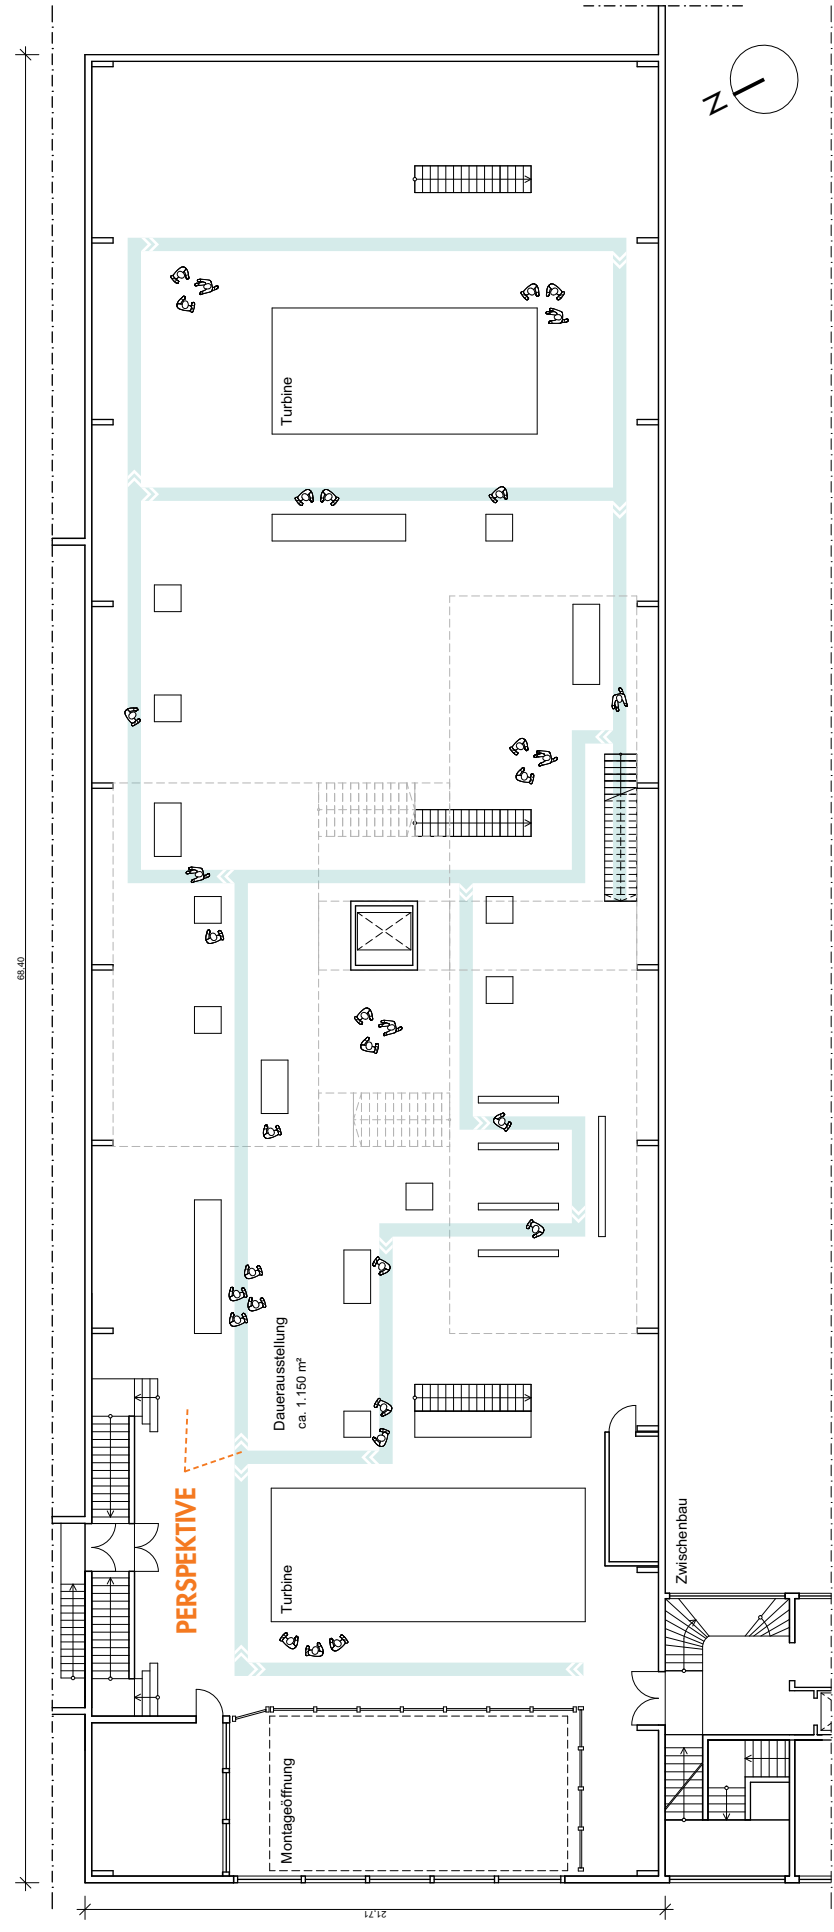 N
Turbine
68.40
Dauerausstellung
ca. 1.150 m²
PERSPEKTIVE
Zwischenbau
Turbine
Montageöffnung
21.71